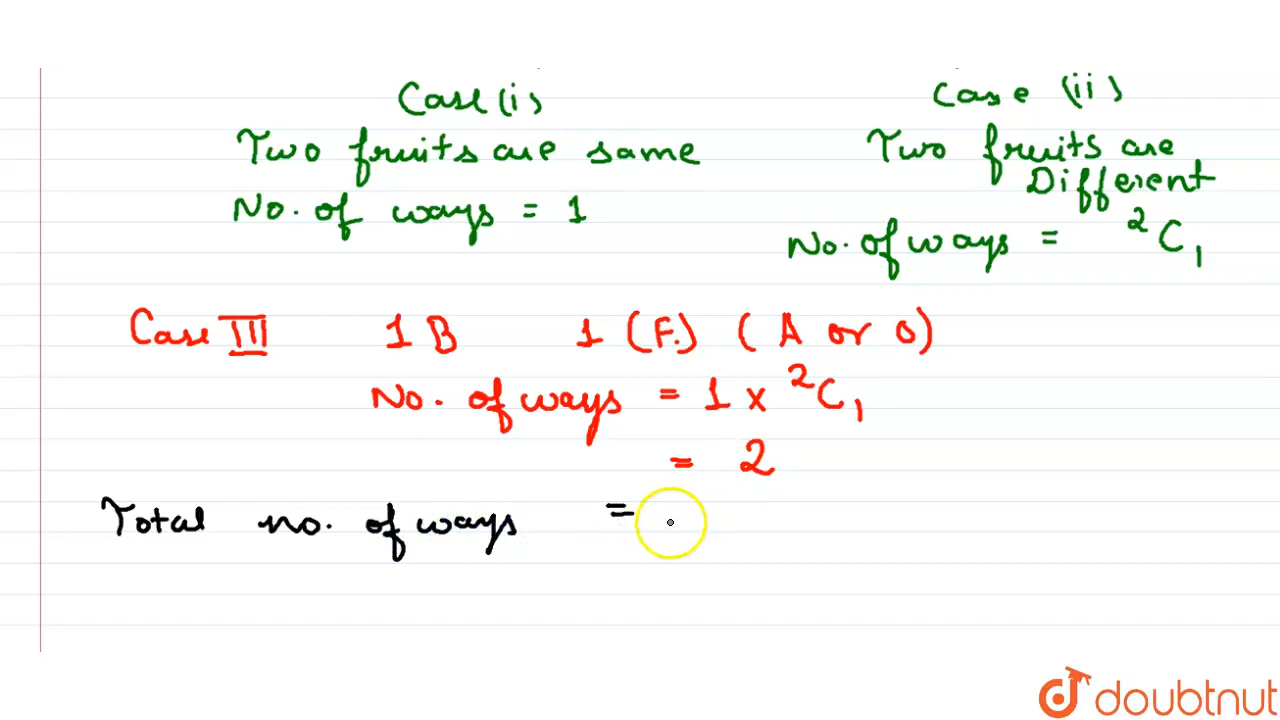 Case (i)
Two fruits are same
No. of ways = 1
Case (ii)
Two fruits are
Different
No. of ways = ²C₁
Case III 1 B 1 (F.) (A or O)
No. of ways = 1 x ²C₁
= 2
Total no. of ways =
doubtnut